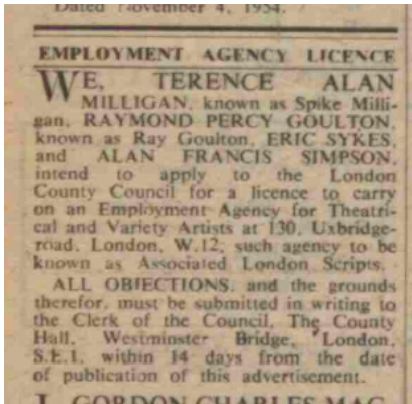 Dated November 4, 1954.
EMPLOYMENT AGENCY LICENCE
WE, TERENCE ALAN
MILLIGAN, known as Spike Milli-
gan, RAYMOND PERCY GOULTON,
known as Ray Goulton, ERIC SYKES,
and ALAN FRANCIS SIMPSON,
intend to apply to the London
County Council for a licence to carry
on an Employment Agency for Theatri-
cal and Variety Artists at 130, Uxbridge-
road, London, W.12, such agency to be
known as Associated London Scripts.
ALL OBJECTIONS, and the grounds
therefor, must be submitted in writing to
the Clerk of the Council, The County
Hall, Westminster Bridge, London,
S.E.1, within 14 days from the date
of publication of this advertisement.
GORDON CHARLES MAC-